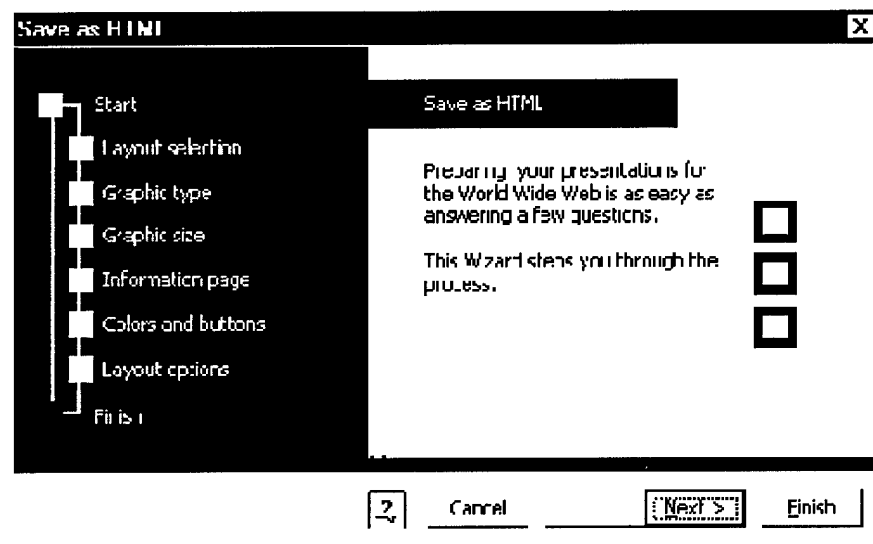 Save as HTML
X
Start
Layout selection
Graphic type
Graphic size
Information page
Colors and buttons
Layout options
Finish
Save as HTML
Preparing your presentations for
the World Wide Web is as easy as
answering a few questions.
This Wizard steps you through the
process.
?
Cancel
Next >
Finish